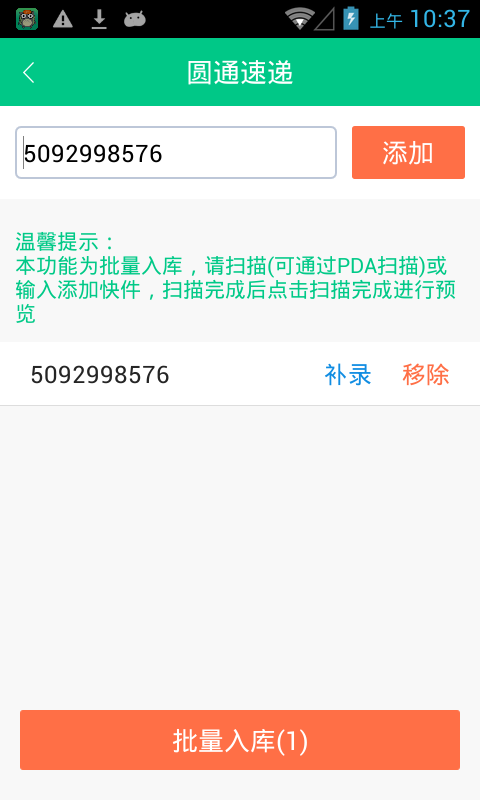 上午 10:37
圆通速递
5092998576
添加
温馨提示：
本功能为批量入库，请扫描(可通过PDA扫描)或
输入添加快件，扫描完成后点击扫描完成进行预
览
5092998576 补录 移除
批量入库(1)